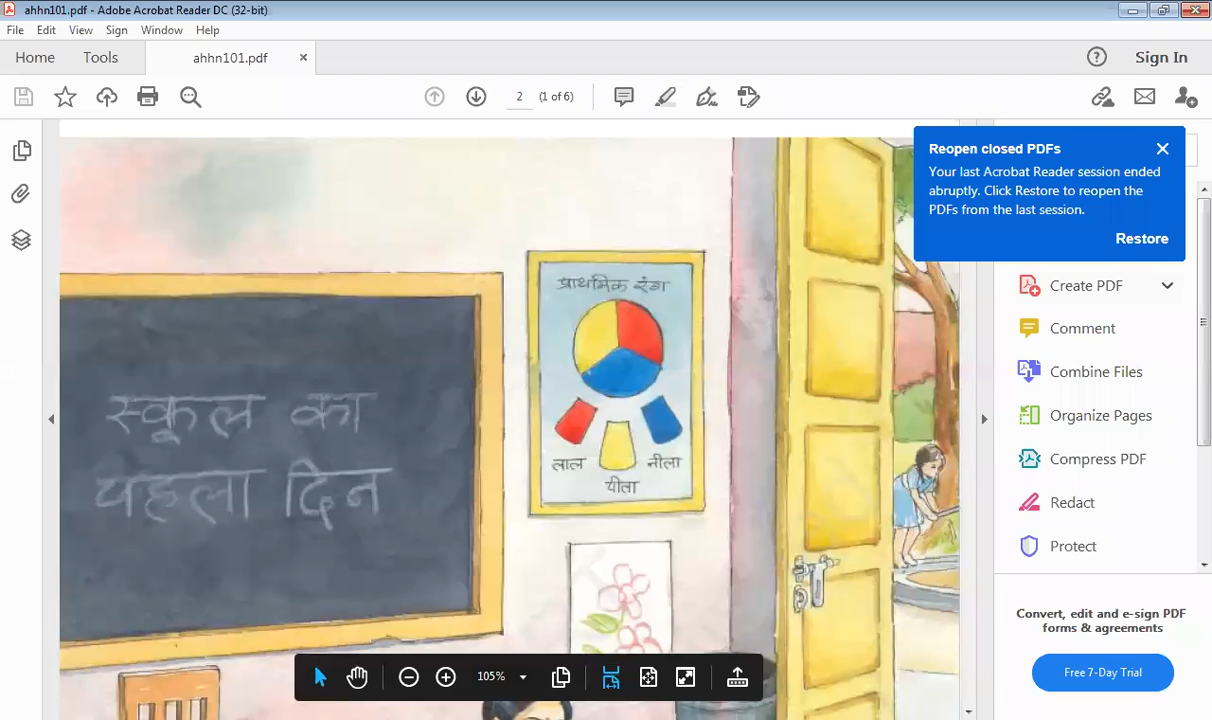 ahhn101.pdf - Adobe Acrobat Reader DC (32-bit)
File Edit View Sign Window Help
Home Tools ahhn101.pdf Sign In
2 (1 of 6)
Reopen closed PDFs
Your last Acrobat Reader session ended
abruptly. Click Restore to reopen the
PDFs from the last session.
Restore
प्राथमिक रंग
लाल नीला
पीला
स्कूल का
पहला दिन
Create PDF
Comment
Combine Files
Organize Pages
Compress PDF
Redact
Protect
Convert, edit and e-sign PDF
forms & agreements
Free 7-Day Trial
105%